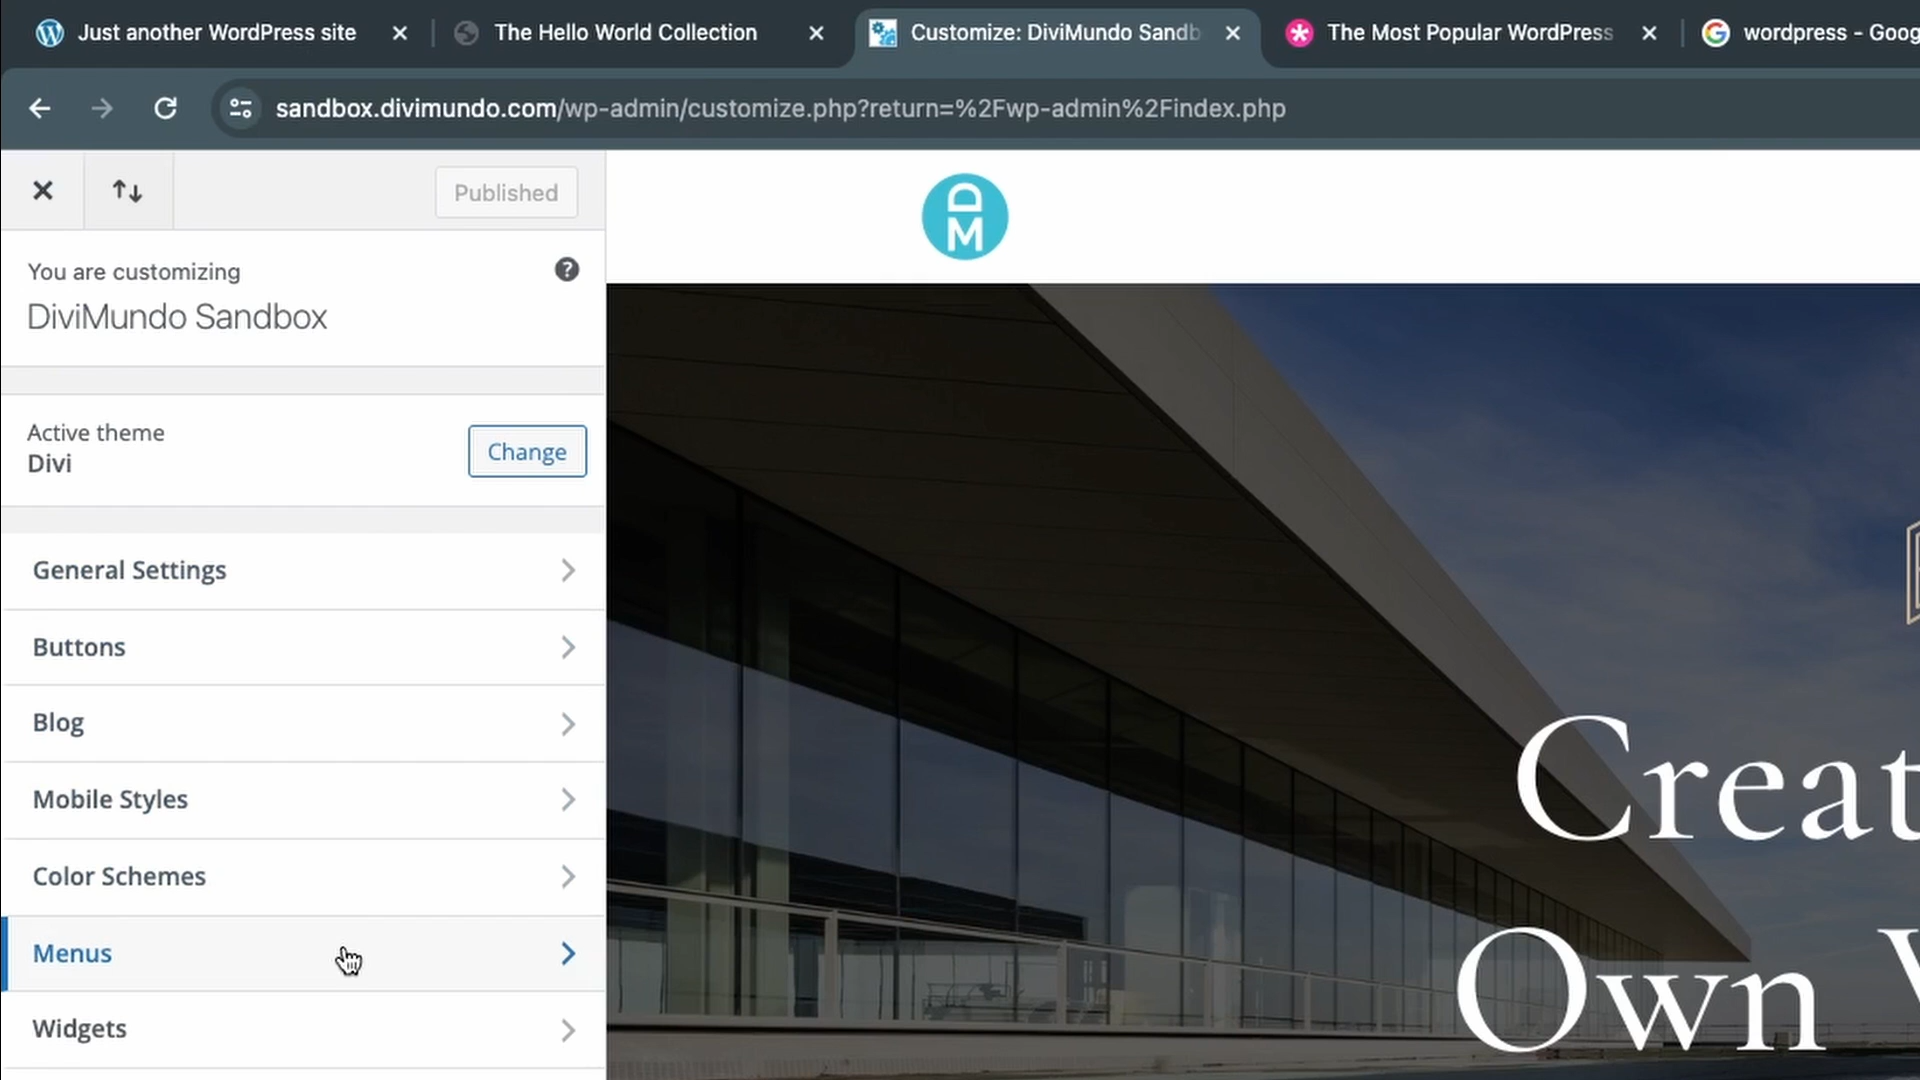 Just another WordPress site
The Hello World Collection
Customize: DiviMundo Sandb
The Most Popular WordPress
wordpress - Goog
sandbox.divimundo.com/wp-admin/customize.php?return=%2Fwp-admin%2Findex.php
Published
You are customizing
DiviMundo Sandbox
Active theme
Divi
Change
General Settings
Buttons
Blog
Mobile Styles
Color Schemes
Menus
Widgets
DM
Creat
Own